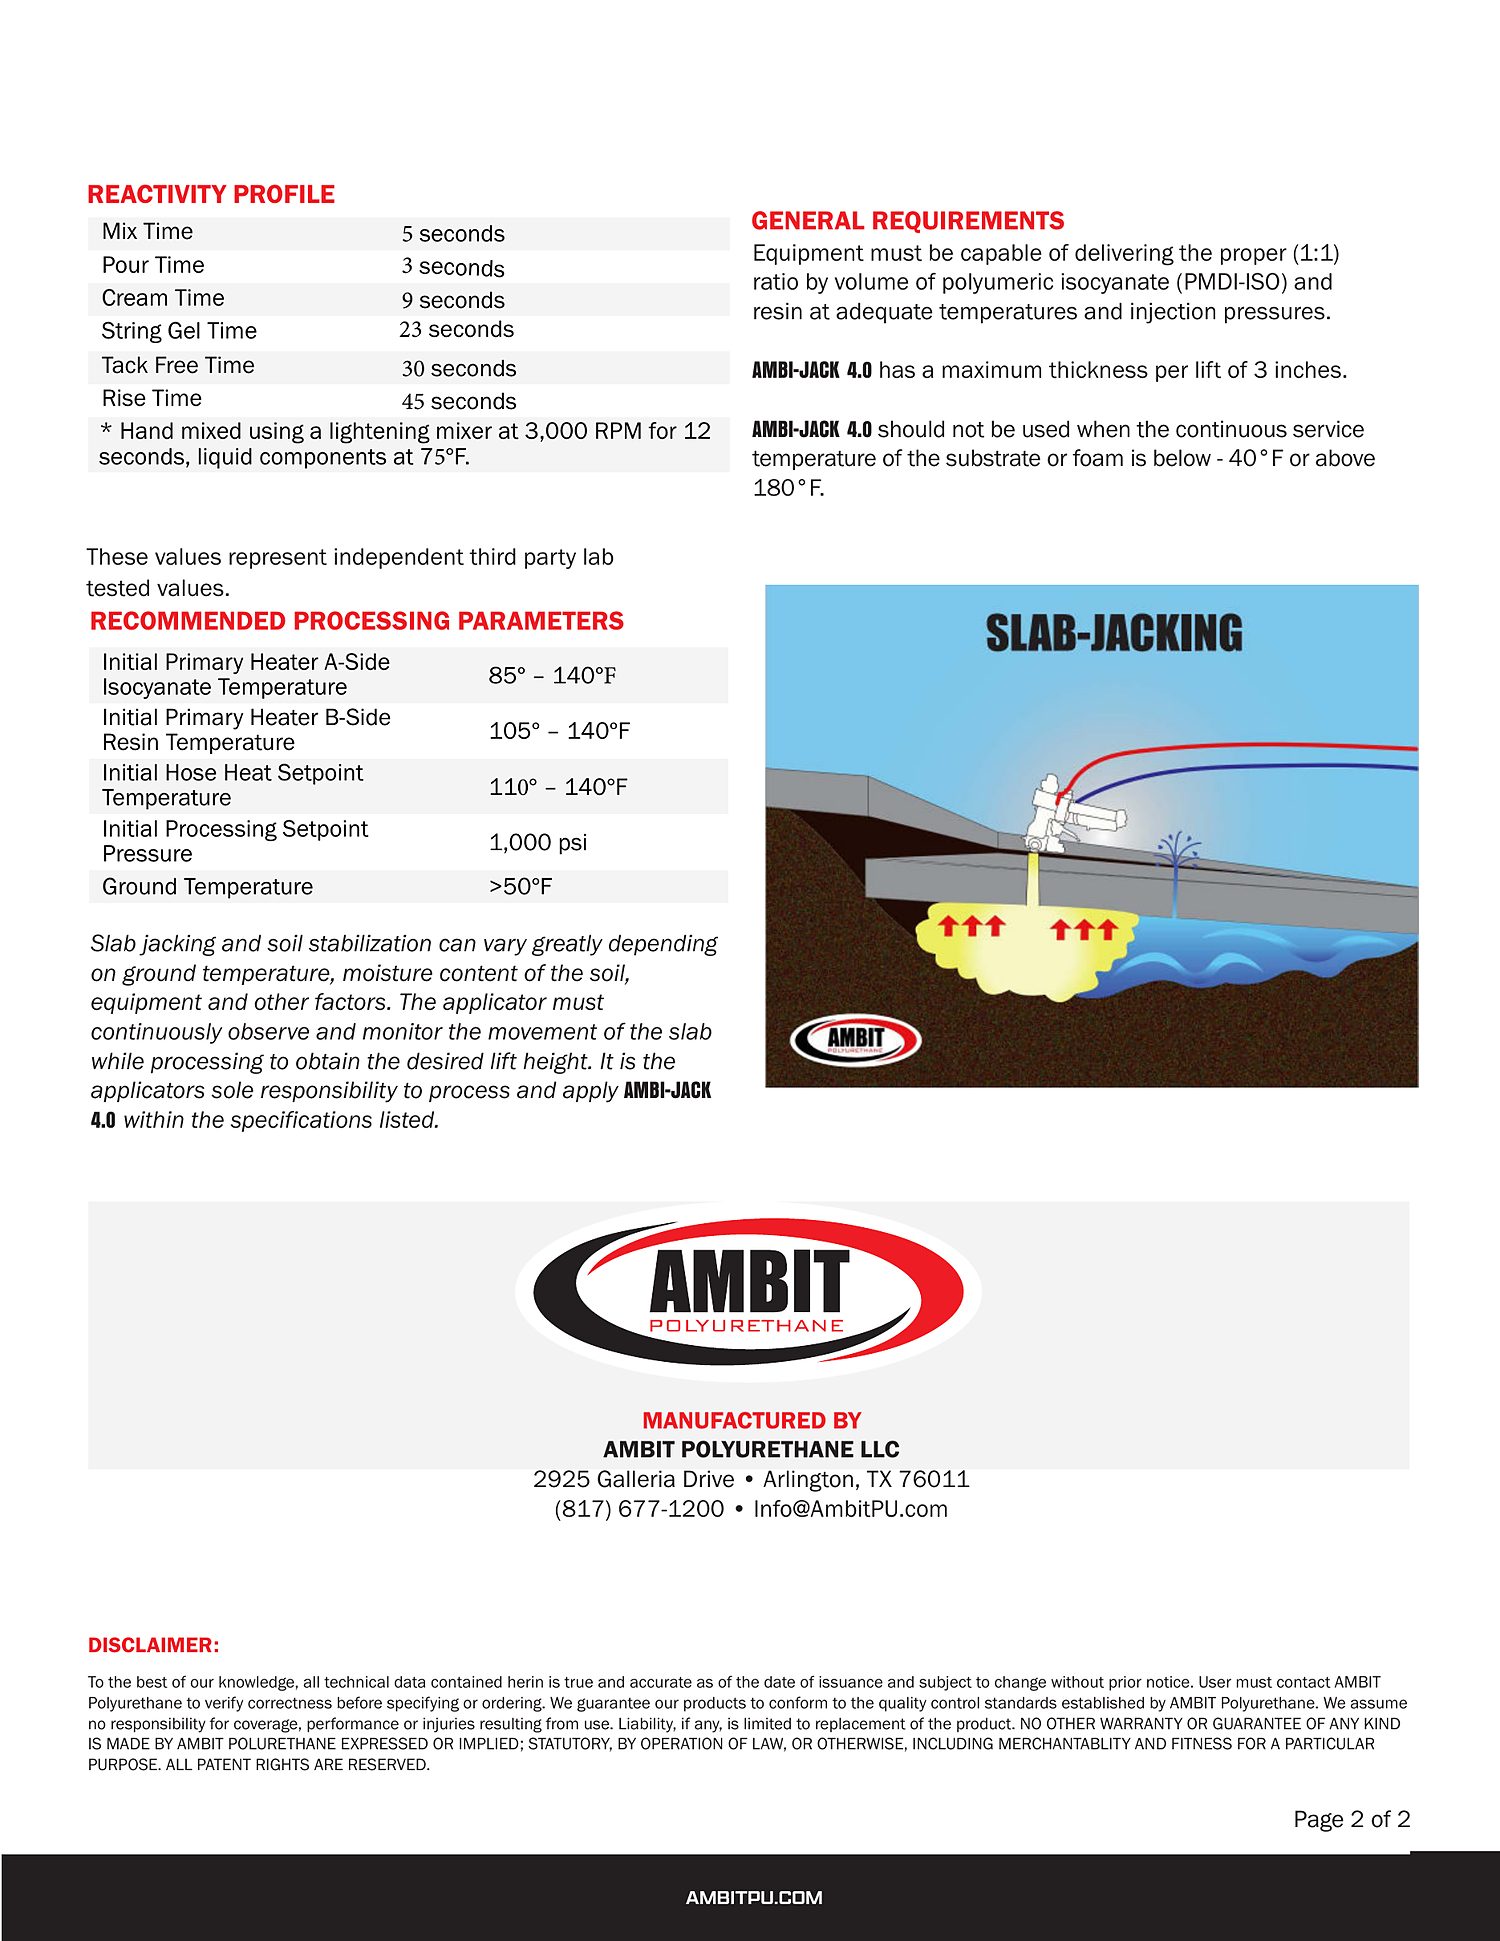 REACTIVITY PROFILE
Mix Time 5 seconds
Pour Time 3 seconds
Cream Time 9 seconds
String Gel Time 23 seconds
Tack Free Time 30 seconds
Rise Time 45 seconds
* Hand mixed using a lightening mixer at 3,000 RPM for 12
seconds, liquid components at 75°F.
These values represent independent third party lab
tested values.
RECOMMENDED PROCESSING PARAMETERS
Initial Primary Heater A-Side
Isocyanate Temperature
85° – 140°F
Initial Primary Heater B-Side
Resin Temperature
105° – 140°F
Initial Hose Heat Setpoint
Temperature
110° – 140°F
Initial Processing Setpoint
Pressure
1,000 psi
Ground Temperature >50°F
Slab jacking and soil stabilization can vary greatly depending
on ground temperature, moisture content of the soil,
equipment and other factors. The applicator must
continuously observe and monitor the movement of the slab
while processing to obtain the desired lift height. It is the
applicators sole responsibility to process and apply AMBI-JACK
4.0 within the specifications listed.
GENERAL REQUIREMENTS
Equipment must be capable of delivering the proper (1:1)
ratio by volume of polyumeric isocyanate (PMDI-ISO) and
resin at adequate temperatures and injection pressures.
AMBI-JACK 4.0 has a maximum thickness per lift of 3 inches.
AMBI-JACK 4.0 should not be used when the continuous service
temperature of the substrate or foam is below - 40°F or above
180°F.
SLAB-JACKING
AMBIT
POLYURETHANE
AMBIT
POLYURETHANE
MANUFACTURED BY
AMBIT POLYURETHANE LLC
2925 Galleria Drive • Arlington, TX 76011
(817) 677-1200 • Info@AmbitPU.com
DISCLAIMER:
To the best of our knowledge, all technical data contained herin is true and accurate as of the date of issuance and subject to change without prior notice. User must contact AMBIT
Polyurethane to verify correctness before specifying or ordering. We guarantee our products to conform to the quality control standards established by AMBIT Polyurethane. We assume
no responsibility for coverage, performance or injuries resulting from use. Liability, if any, is limited to replacement of the product. NO OTHER WARRANTY OR GUARANTEE OF ANY KIND
IS MADE BY AMBIT POLURETHANE EXPRESSED OR IMPLIED; STATUTORY, BY OPERATION OF LAW, OR OTHERWISE, INCLUDING MERCHANTABLITY AND FITNESS FOR A PARTICULAR
PURPOSE. ALL PATENT RIGHTS ARE RESERVED.
Page 2 of 2
AMBITPU.COM